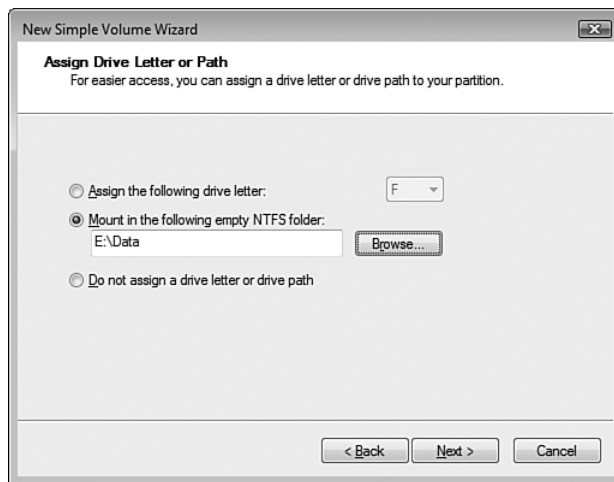 New Simple Volume Wizard
Assign Drive Letter or Path
For easier access, you can assign a drive letter or drive path to your partition.
Assign the following drive letter: F
Mount in the following empty NTFS folder:
E:\Data Browse...
Do not assign a drive letter or drive path
< Back Next > Cancel